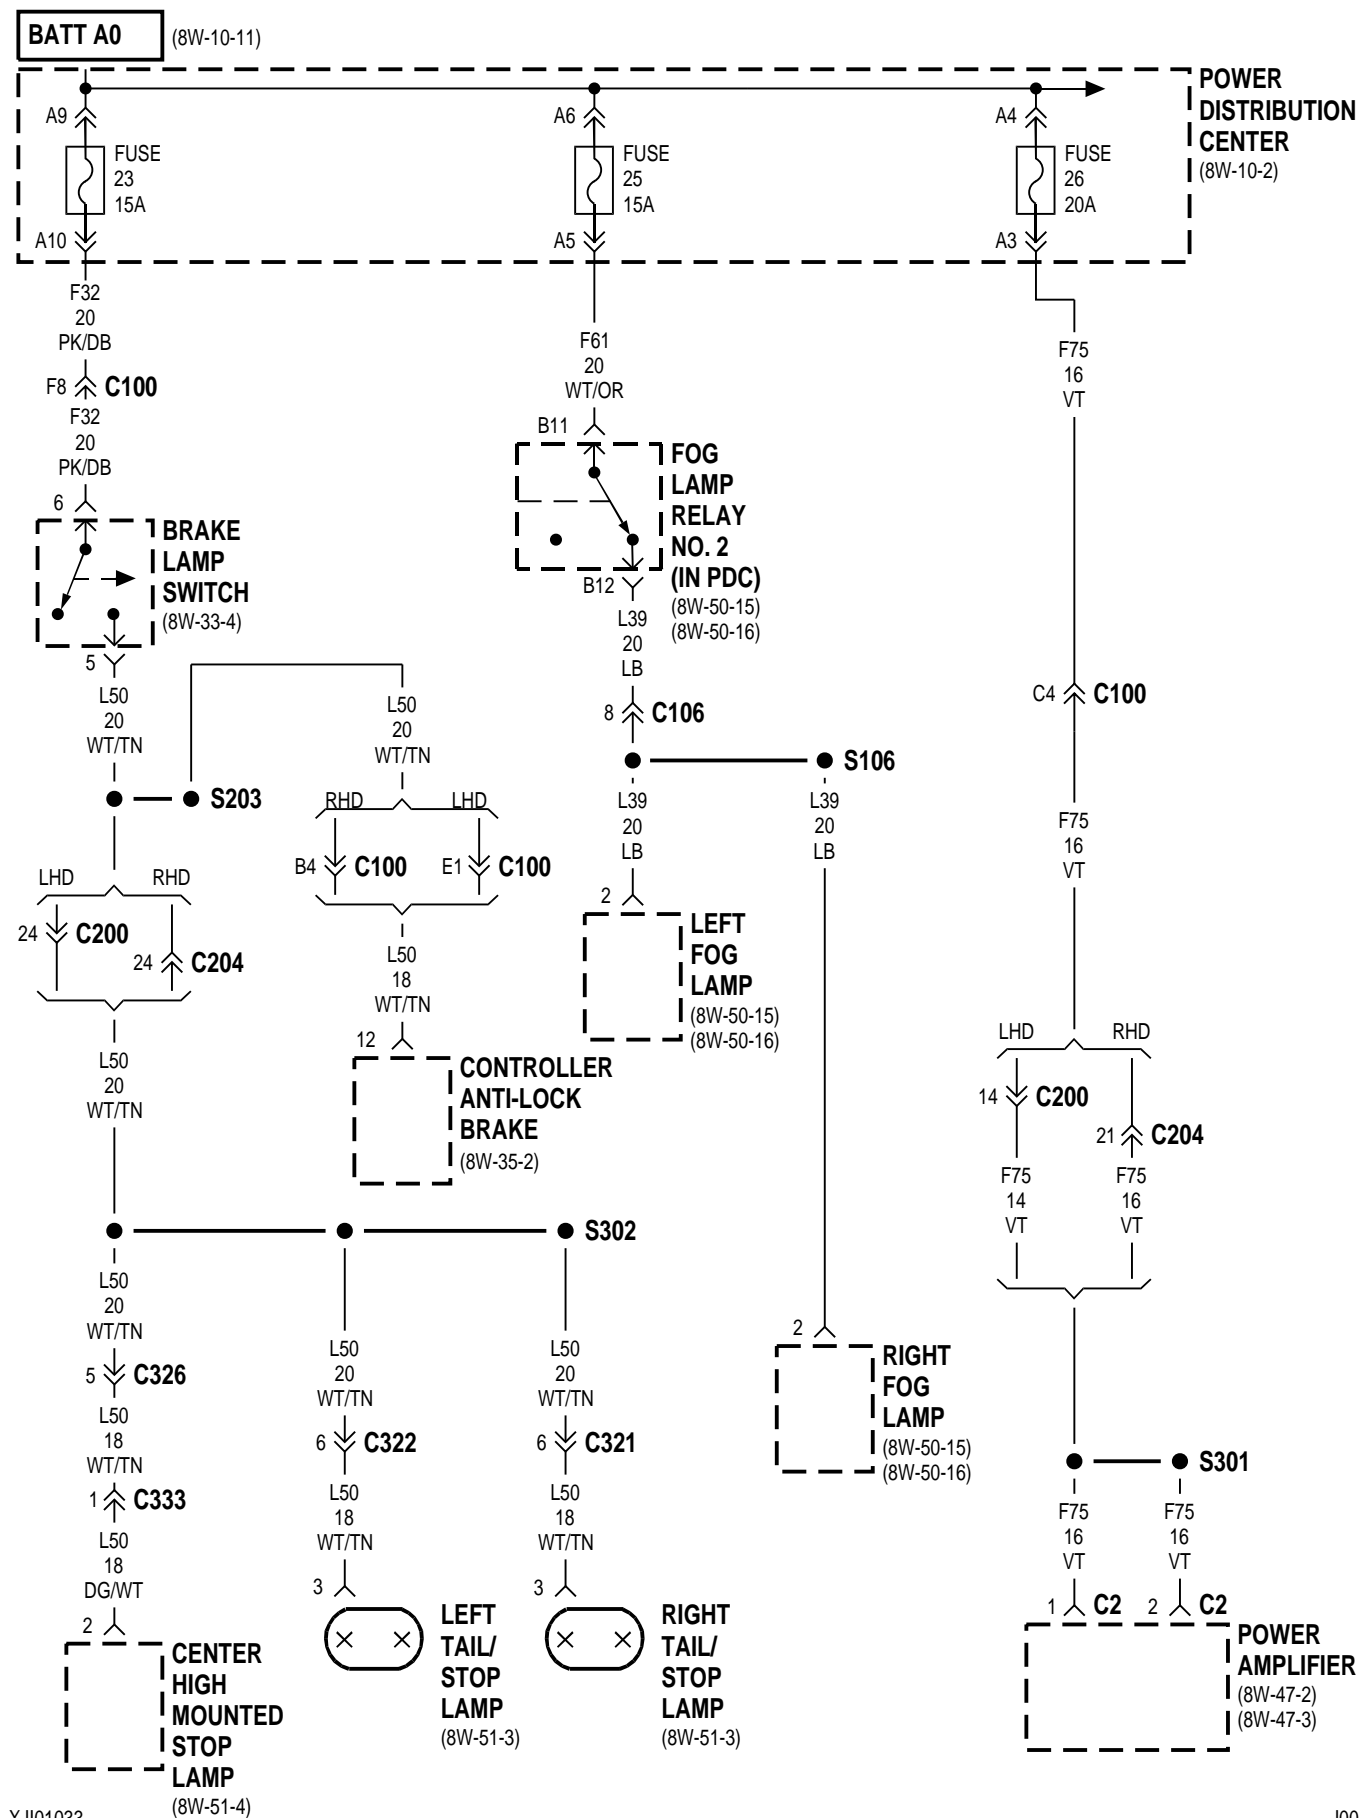 BATT A0
(8W-10-11)
POWER
DISTRIBUTION
CENTER
(8W-10-2)
A9
FUSE
23
15A
A10
A6
FUSE
25
15A
A5
A4
FUSE
26
20A
A3
F32
20
PK/DB
F8
C100
F32
20
PK/DB
6
BRAKE
LAMP
SWITCH
(8W-33-4)
5
L50
20
WT/TN
S203
L50
20
WT/TN
RHD
LHD
B4
C100
E1
C100
L50
18
WT/TN
12
CONTROLLER
ANTI-LOCK
BRAKE
(8W-35-2)
LHD
RHD
24
C200
24
C204
L50
20
WT/TN
S302
L50
20
WT/TN
5
C326
L50
18
WT/TN
1
C333
L50
18
DG/WT
2
CENTER
HIGH
MOUNTED
STOP
LAMP
(8W-51-4)
L50
20
WT/TN
6
C322
L50
18
WT/TN
3
LEFT
TAIL/
STOP
LAMP
(8W-51-3)
L50
20
WT/TN
6
C321
L50
18
WT/TN
3
RIGHT
TAIL/
STOP
LAMP
(8W-51-3)
F61
20
WT/OR
B11
FOG
LAMP
RELAY
NO. 2
(IN PDC)
(8W-50-15)
(8W-50-16)
B12
L39
20
LB
8
C106
S106
L39
20
LB
2
LEFT
FOG
LAMP
(8W-50-15)
(8W-50-16)
L39
20
LB
2
RIGHT
FOG
LAMP
(8W-50-15)
(8W-50-16)
F75
16
VT
C4
C100
F75
16
VT
LHD
RHD
14
C200
21
C204
F75
14
VT
F75
16
VT
S301
F75
16
VT
F75
16
VT
1
C2
2
C2
POWER
AMPLIFIER
(8W-47-2)
(8W-47-3)